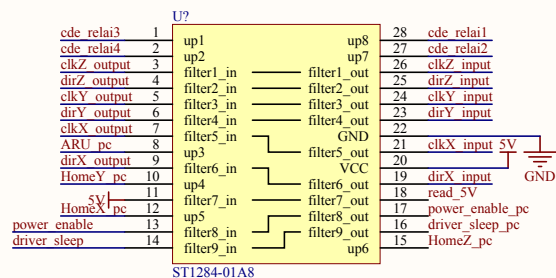 U?
cde_relai3 1 up1 up8 28 cde_relai1
cde_relai4 2 up2 up7 27 cde_relai2
clkZ_output 3 filter1_in filter1_out 26 clkZ_input
dirZ_output 4 filter2_in filter2_out 25 dirZ_input
clkY_output 5 filter3_in filter3_out 24 clkY_input
dirY_output 6 filter4_in filter4_out 23 dirY_input
clkX_output 7 filter5_in GND 22
ARU_pc 8 up3 filter5_out 21 clkX_input 5V
dirX_output 9 filter6_in VCC 20
HomeY_pc 10 up4 filter6_out 19 dirX_input GND
5V 11 filter7_in filter7_out 18 read_5V
HomeX_pc 12 up5 filter8_out 17 power_enable_pc
power_enable 13 filter8_in filter9_out 16 driver_sleep_pc
driver_sleep 14 filter9_in up6 15 HomeZ_pc
ST1284-01A8